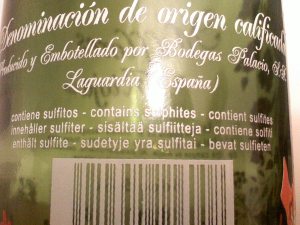 Denominación de origen calificada
Producido y Embotellado por Bodegas Palacio, S.A.
Laguardia (España)
contiene sulfitos - contains sulphites - contient sulfites
innehåller sulfiter - sisältää sulfiitteja - contiene solfiti
enthält sulfite - sudetyje yra sulfitai - bevat sulfieten